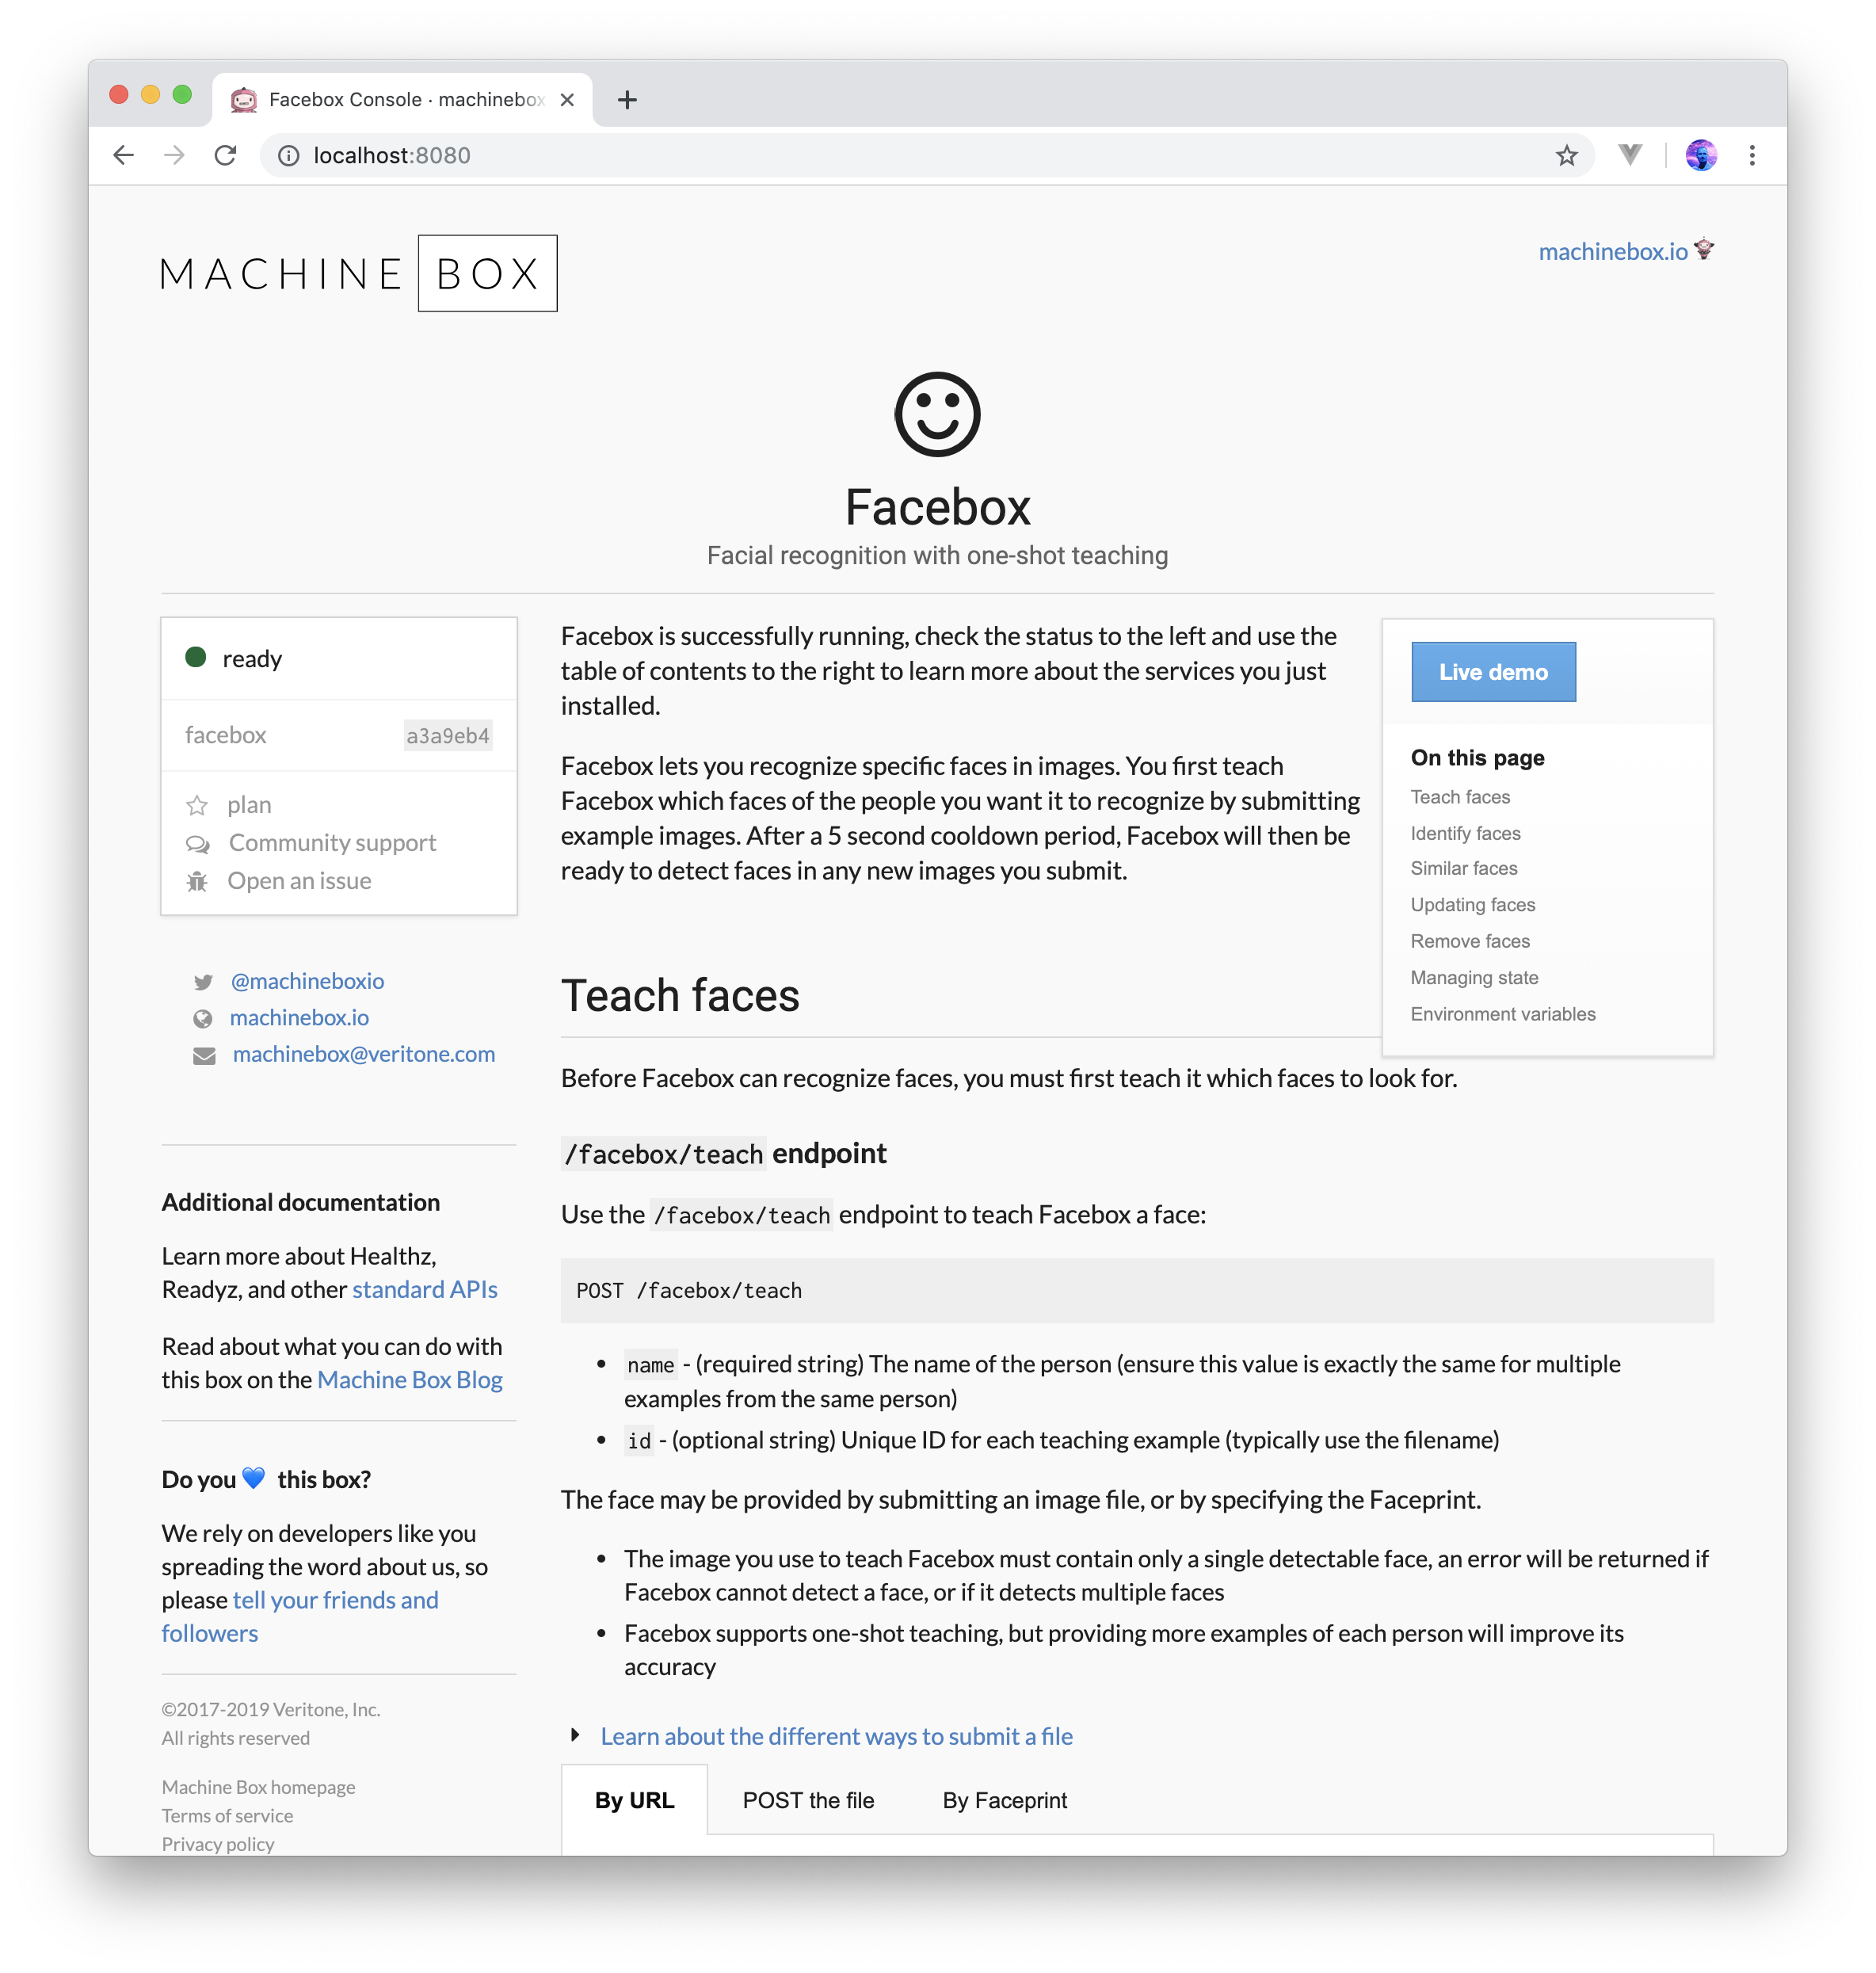 Facebox Console · machinebox
localhost:8080
MACHINE BOX
machinebox.io
Facebox
Facial recognition with one-shot teaching
ready
facebox a3a9eb4
plan
Community support
Open an issue
@machineboxio
machinebox.io
machinebox@veritone.com
Additional documentation
Learn more about Healthz,
Readyz, and other standard APIs
Read about what you can do with
this box on the Machine Box Blog
Do you 💙 this box?
We rely on developers like you
spreading the word about us, so
please tell your friends and
followers
©2017-2019 Veritone, Inc.
All rights reserved
Machine Box homepage
Terms of service
Privacy policy
Facebox is successfully running, check the status to the left and use the
table of contents to the right to learn more about the services you just
installed.
Facebox lets you recognize specific faces in images. You first teach
Facebox which faces of the people you want it to recognize by submitting
example images. After a 5 second cooldown period, Facebox will then be
ready to detect faces in any new images you submit.
Live demo
On this page
Teach faces
Identify faces
Similar faces
Updating faces
Remove faces
Managing state
Environment variables
Teach faces
Before Facebox can recognize faces, you must first teach it which faces to look for.
/facebox/teach endpoint
Use the /facebox/teach endpoint to teach Facebox a face:
POST /facebox/teach
• name - (required string) The name of the person (ensure this value is exactly the same for multiple
examples from the same person)
• id - (optional string) Unique ID for each teaching example (typically use the filename)
The face may be provided by submitting an image file, or by specifying the Faceprint.
• The image you use to teach Facebox must contain only a single detectable face, an error will be returned if
Facebox cannot detect a face, or if it detects multiple faces
• Facebox supports one-shot teaching, but providing more examples of each person will improve its
accuracy
Learn about the different ways to submit a file
By URL POST the file By Faceprint